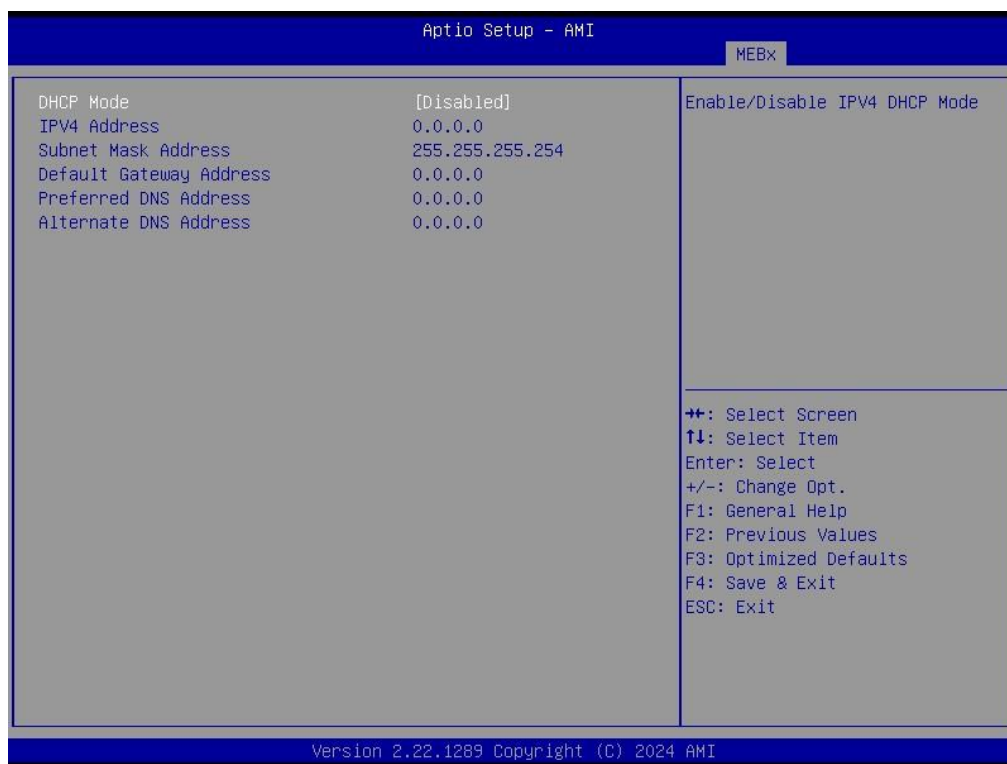 Aptio Setup – AMI
MEBx
DHCP Mode [Disabled]
IPV4 Address 0.0.0.0
Subnet Mask Address 255.255.255.254
Default Gateway Address 0.0.0.0
Preferred DNS Address 0.0.0.0
Alternate DNS Address 0.0.0.0
Enable/Disable IPV4 DHCP Mode
→←: Select Screen
↑↓: Select Item
Enter: Select
+/-: Change Opt.
F1: General Help
F2: Previous Values
F3: Optimized Defaults
F4: Save & Exit
ESC: Exit
Version 2.22.1289 Copyright (C) 2024 AMI